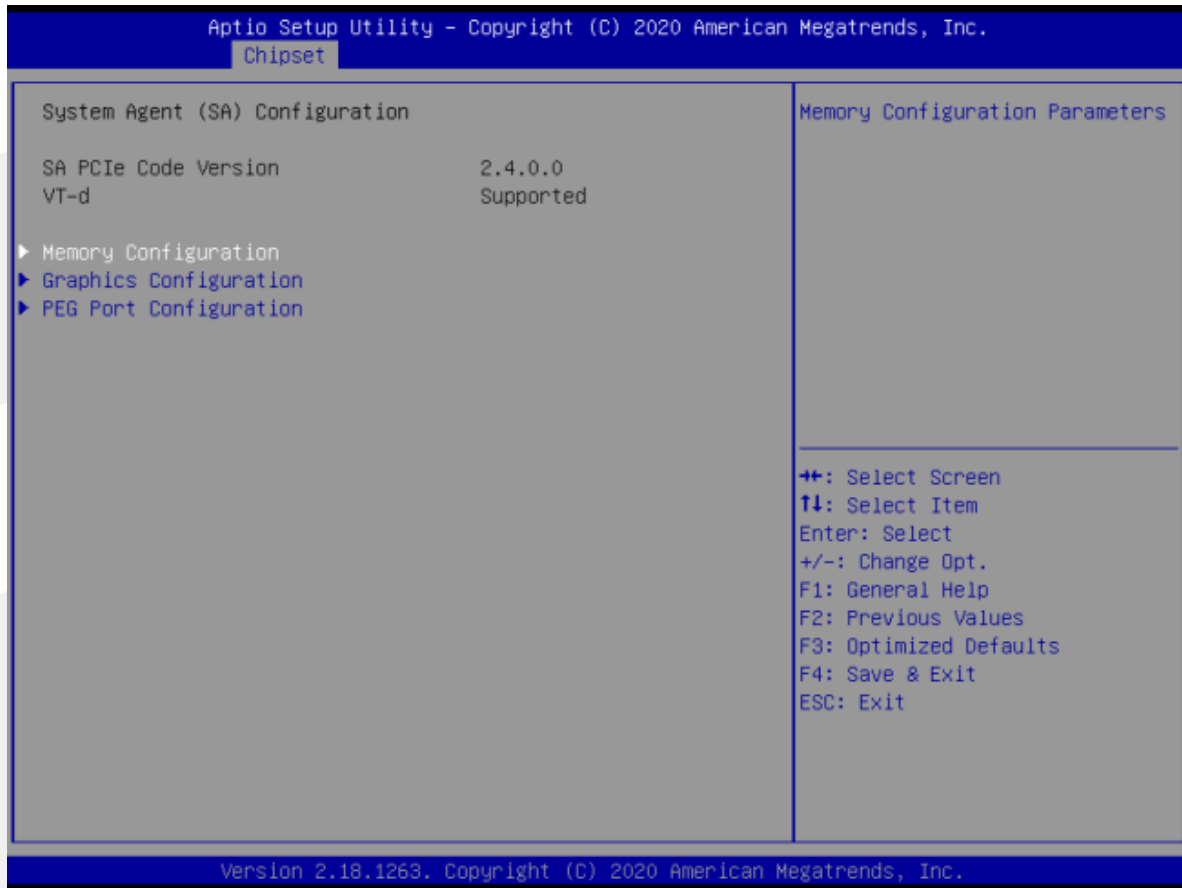 Aptio Setup Utility – Copyright (C) 2020 American Megatrends, Inc.
Chipset
System Agent (SA) Configuration
SA PCIe Code Version 2.4.0.0
VT-d Supported
▶ Memory Configuration
▶ Graphics Configuration
▶ PEG Port Configuration
Memory Configuration Parameters
→←: Select Screen
↑↓: Select Item
Enter: Select
+/-: Change Opt.
F1: General Help
F2: Previous Values
F3: Optimized Defaults
F4: Save & Exit
ESC: Exit
Version 2.18.1263. Copyright (C) 2020 American Megatrends, Inc.